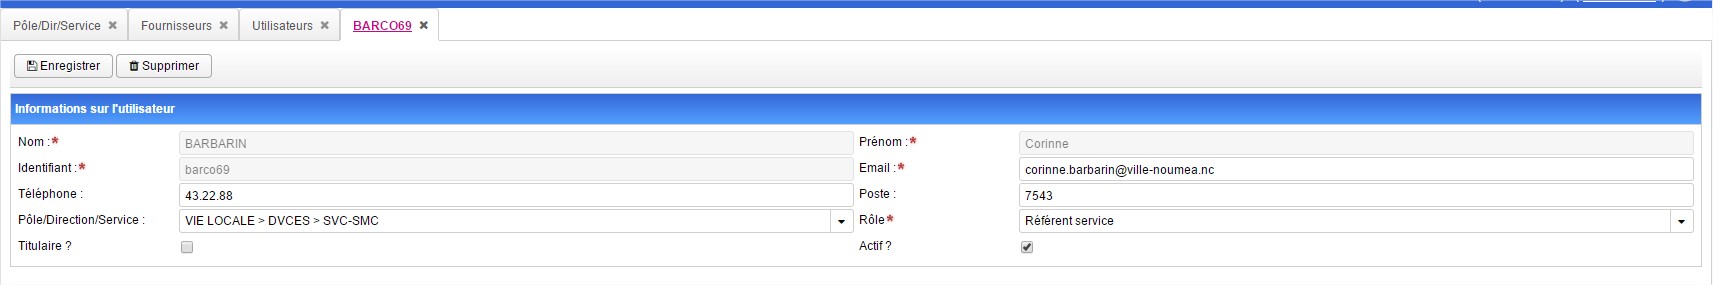 Pôle/Dir/Service ✖ Fournisseurs ✖ Utilisateurs ✖ BARCO69 ✖
Enregistrer Supprimer
Informations sur l'utilisateur
Nom :* BARBARIN Prénom :* Corinne
Identifiant :* barco69 Email :* corinne.barbarin@ville-noumea.nc
Téléphone : 43.22.88 Poste : 7543
Pôle/Direction/Service : VIE LOCALE > DVCES > SVC-SMC Rôle* Référent service
Titulaire ? Actif ?